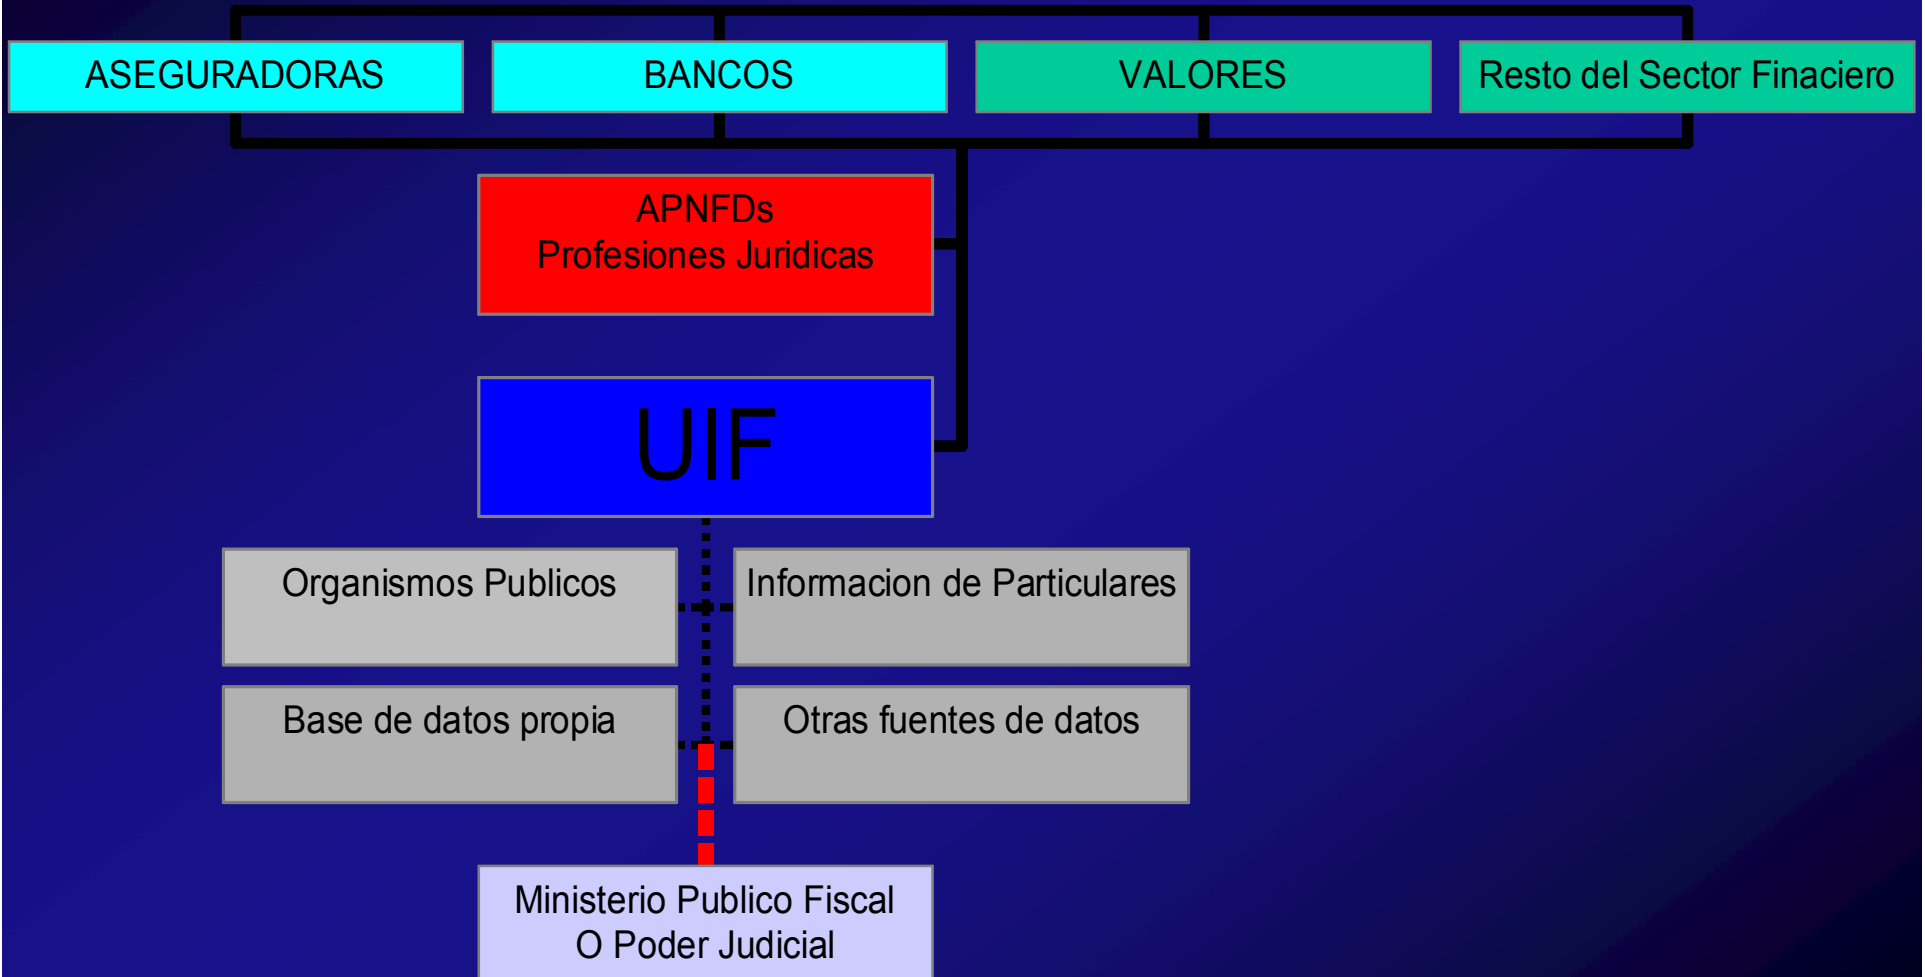 ASEGURADORAS
BANCOS
VALORES
Resto del Sector Finaciero
APNFDs
Profesiones Juridicas
UIF
Organismos Publicos
Informacion de Particulares
Base de datos propia
Otras fuentes de datos
Ministerio Publico Fiscal
O Poder Judicial